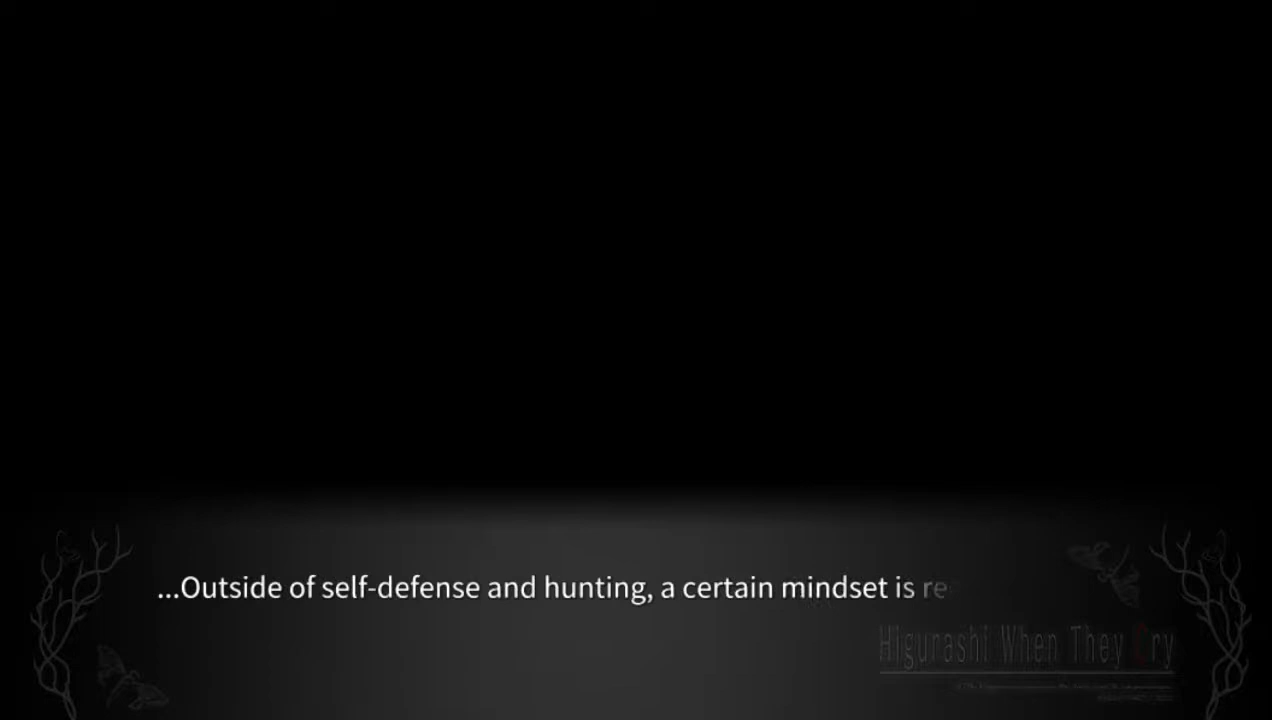 ...Outside of self-defense and hunting, a certain mindset is re
Higurashi When They Cry